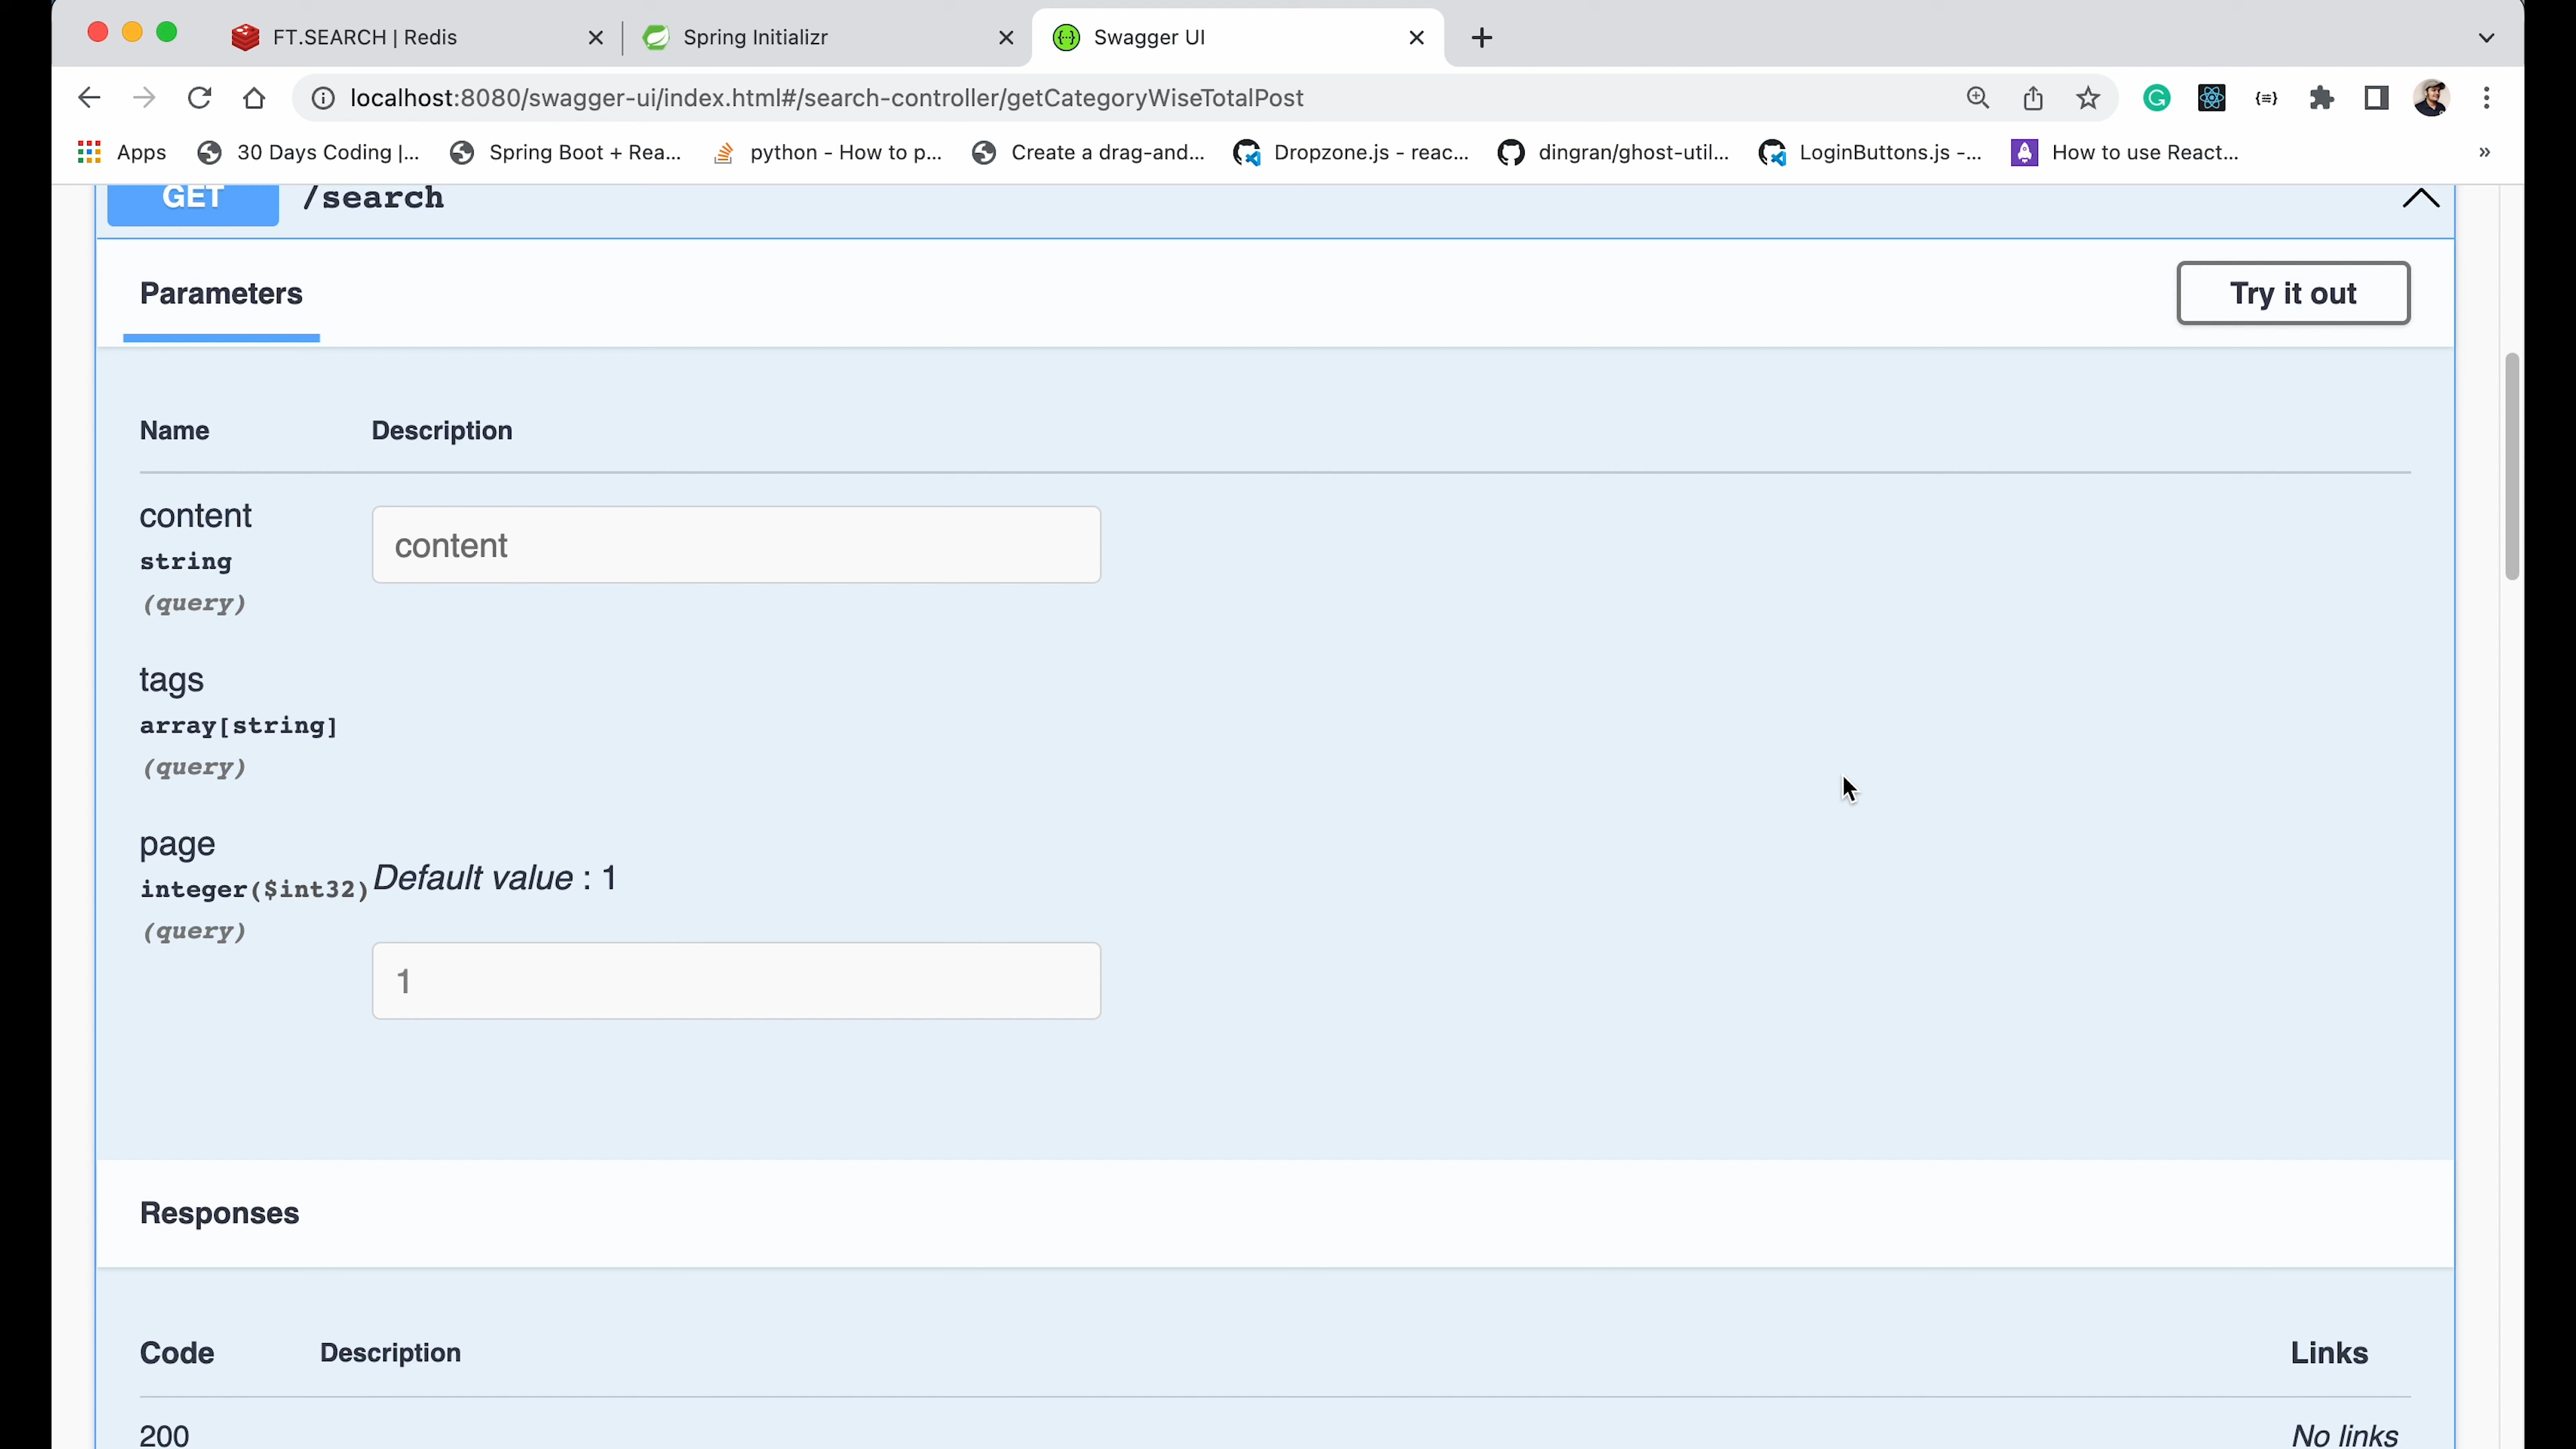 FT.SEARCH | Redis
Spring Initializr
Swagger UI
localhost:8080/swagger-ui/index.html#/search-controller/getCategoryWiseTotalPost
Apps
30 Days Coding |...
Spring Boot + Rea...
python - How to p...
Create a drag-and...
Dropzone.js - reac...
dingran/ghost-util...
LoginButtons.js -...
How to use React...
»
GET /search
Parameters
Try it out
Name Description
content
string
(query)
content
tags
array[string]
(query)
page
integer($int32)
(query)
Default value : 1
1
Responses
Code Description Links
200 No links